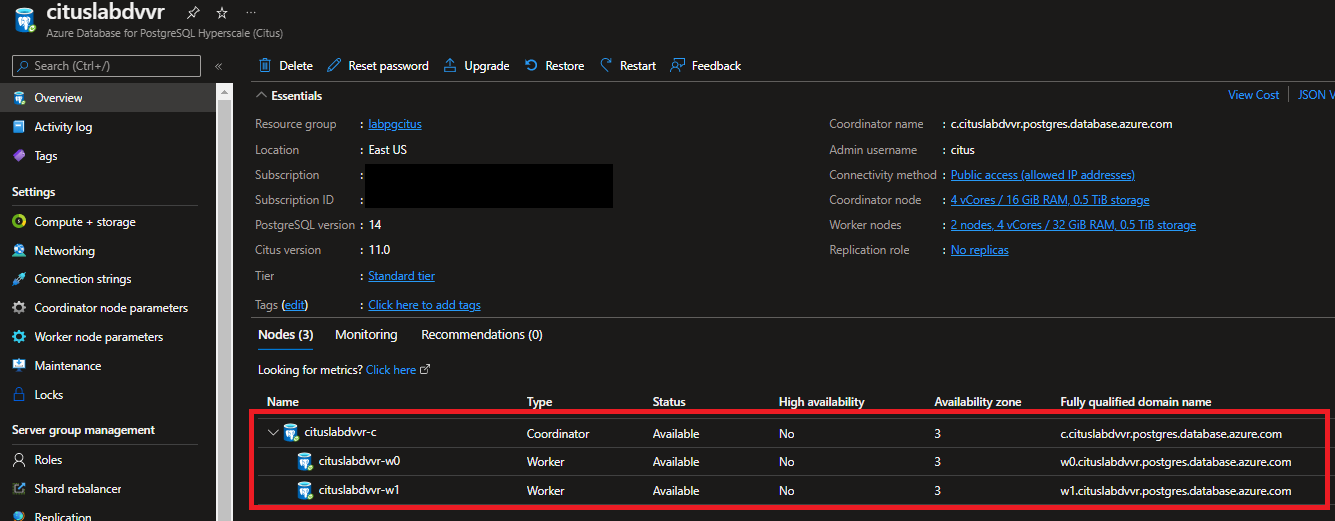 cituslabdvvr
Azure Database for PostgreSQL Hyperscale (Citus)
Search (Ctrl+/)
Overview
Activity log
Tags
Settings
Compute + storage
Networking
Connection strings
Coordinator node parameters
Worker node parameters
Maintenance
Locks
Server group management
Roles
Shard rebalancer
Replication
Delete Reset password Upgrade Restore Restart Feedback
Essentials
View Cost JSON V
Resource group : labpgcitus
Location : East US
Subscription :
Subscription ID :
PostgreSQL version : 14
Citus version : 11.0
Tier : Standard tier
Tags (edit) : Click here to add tags
Coordinator name : c.cituslabdvvr.postgres.database.azure.com
Admin username : citus
Connectivity method : Public access (allowed IP addresses)
Coordinator node : 4 vCores / 16 GiB RAM, 0.5 TiB storage
Worker nodes : 2 nodes, 4 vCores / 32 GiB RAM, 0.5 TiB storage
Replication role : No replicas
Nodes (3) Monitoring Recommendations (0)
Looking for metrics? Click here
Name Type Status High availability Availability zone Fully qualified domain name
cituslabdvvr-c Coordinator Available No 3 c.cituslabdvvr.postgres.database.azure.com
cituslabdvvr-w0 Worker Available No 3 w0.cituslabdvvr.postgres.database.azure.com
cituslabdvvr-w1 Worker Available No 3 w1.cituslabdvvr.postgres.database.azure.com